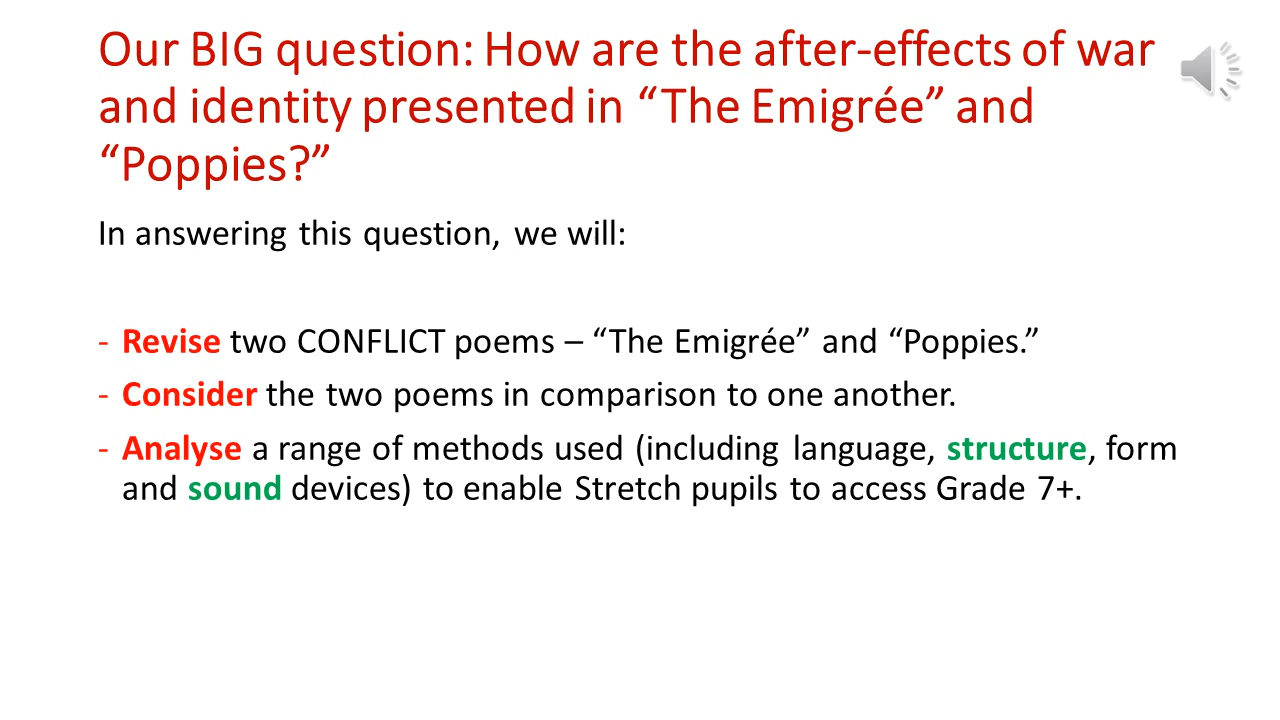 Our BIG question: How are the after-effects of war
and identity presented in “The Emigrée” and
“Poppies?”
In answering this question, we will:
- Revise two CONFLICT poems – “The Emigrée” and “Poppies.”
- Consider the two poems in comparison to one another.
- Analyse a range of methods used (including language, structure, form
and sound devices) to enable Stretch pupils to access Grade 7+.